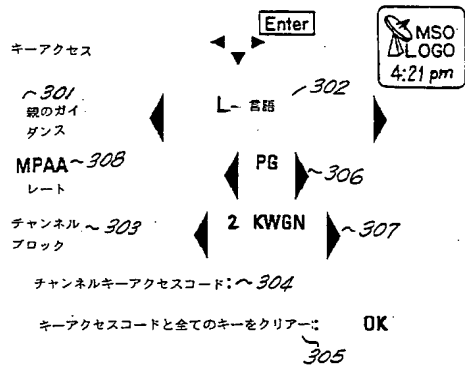 Enter
MSO
LOGO
4:21 pm
キーアクセス
~301
親のガイ
ダンス
L- 言語
302
MPAA~308
レート
PG
~306
チャンネル ~303
ブロック
2 KWGN
~307
チャンネルキーアクセスコード:~304
キーアクセスコードと全てのキーをクリアー: OK
305